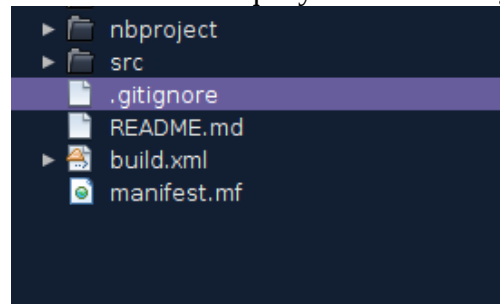 nbproject
src
.gitignore
README.md
build.xml
manifest.mf